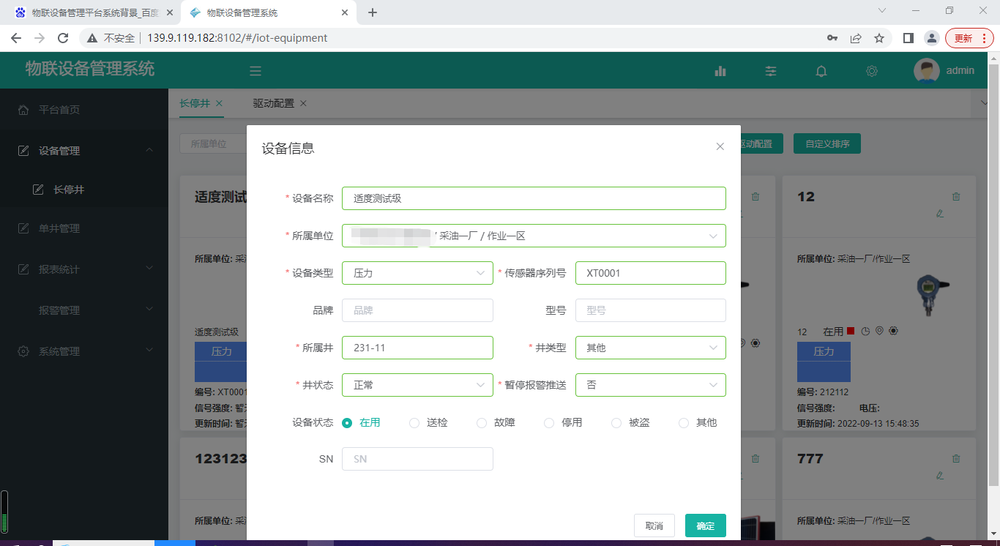 物联设备管理平台系统背景_百度
物联设备管理系统
不安全 139.9.119.182:8102/#/iot-equipment
更新
物联设备管理系统
admin
平台首页
设备管理
长停井
单井管理
报表统计
报警管理
系统管理
长停井 驱动配置
所属单位
驱动配置 自定义排序
设备信息
* 设备名称 适度测试级
* 所属单位 / 采油一厂 / 作业一区
* 设备类型 压力 * 传感器序列号 XT0001
品牌 品牌 型号 型号
* 所属井 231-11 * 井类型 其他
* 井状态 正常 * 暂停报警推送 否
设备状态 在用 送检 故障 停用 被盗 其他
SN SN
取消 确定
适度测试
所属单位: 采
适度测试级
压力
编号: XT0001
信号强度: 暂
更新时间: 暂
12
所属单位: 采油一厂/作业一区
12 在用
压力
编号: 212112
信号强度: 电压:
更新时间: 2022-09-13 15:48:35
123123
所属单位: 采
777
所属单位: 采油一厂/作业一区